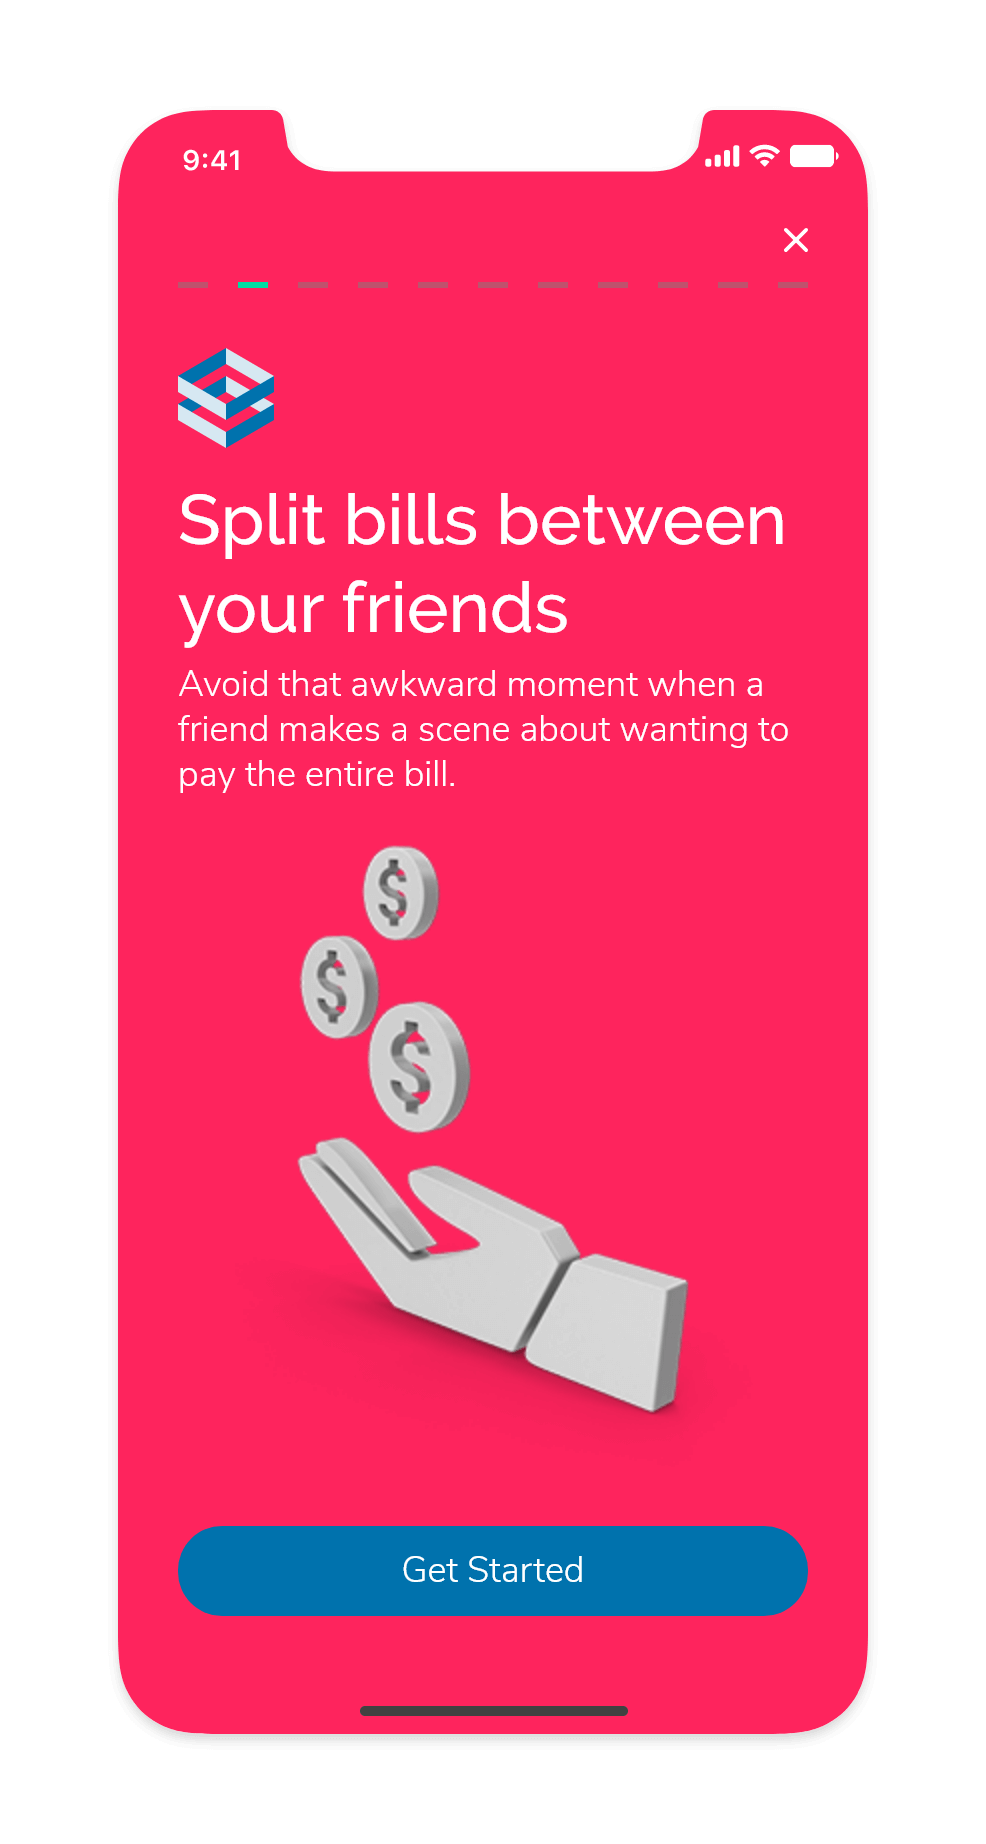 9:41
Split bills between
your friends
Avoid that awkward moment when a
friend makes a scene about wanting to
pay the entire bill.
$
$
$
Get Started